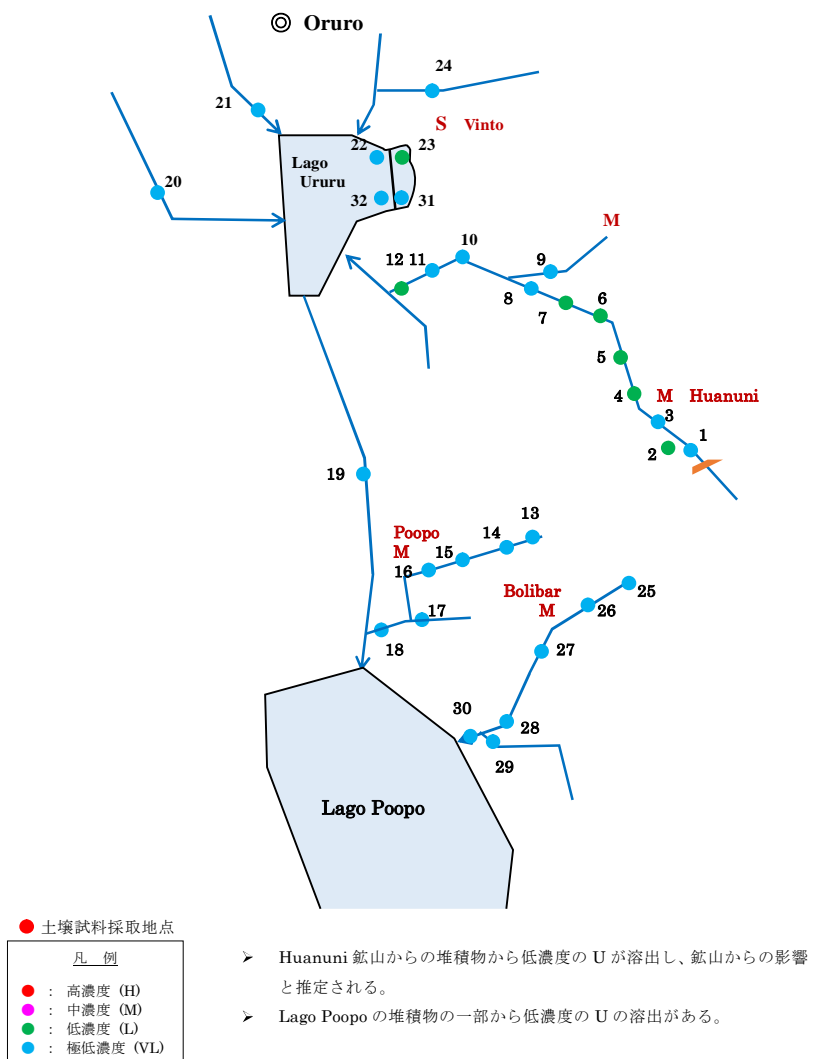 ◎ Oruro
24
21
S Vinto
22
23
Lago
Ururu
20
32
31
M
10
12 11
9
8
6
7
5
4
M Huanuni
3
1
2
19
13
Poopo
M
14
15
16
Bolibar
M
25
26
17
18
27
30
28
29
Lago Poopo
● 土壌試料採取地点
凡 例
● : 高濃度 (H)
● : 中濃度 (M)
● : 低濃度 (L)
● : 極低濃度 (VL)
➢ Huanuni 鉱山からの堆積物から低濃度の U が溶出し、鉱山からの影響
と推定される。
➢ Lago Poopo の堆積物の一部から低濃度の U の溶出がある。